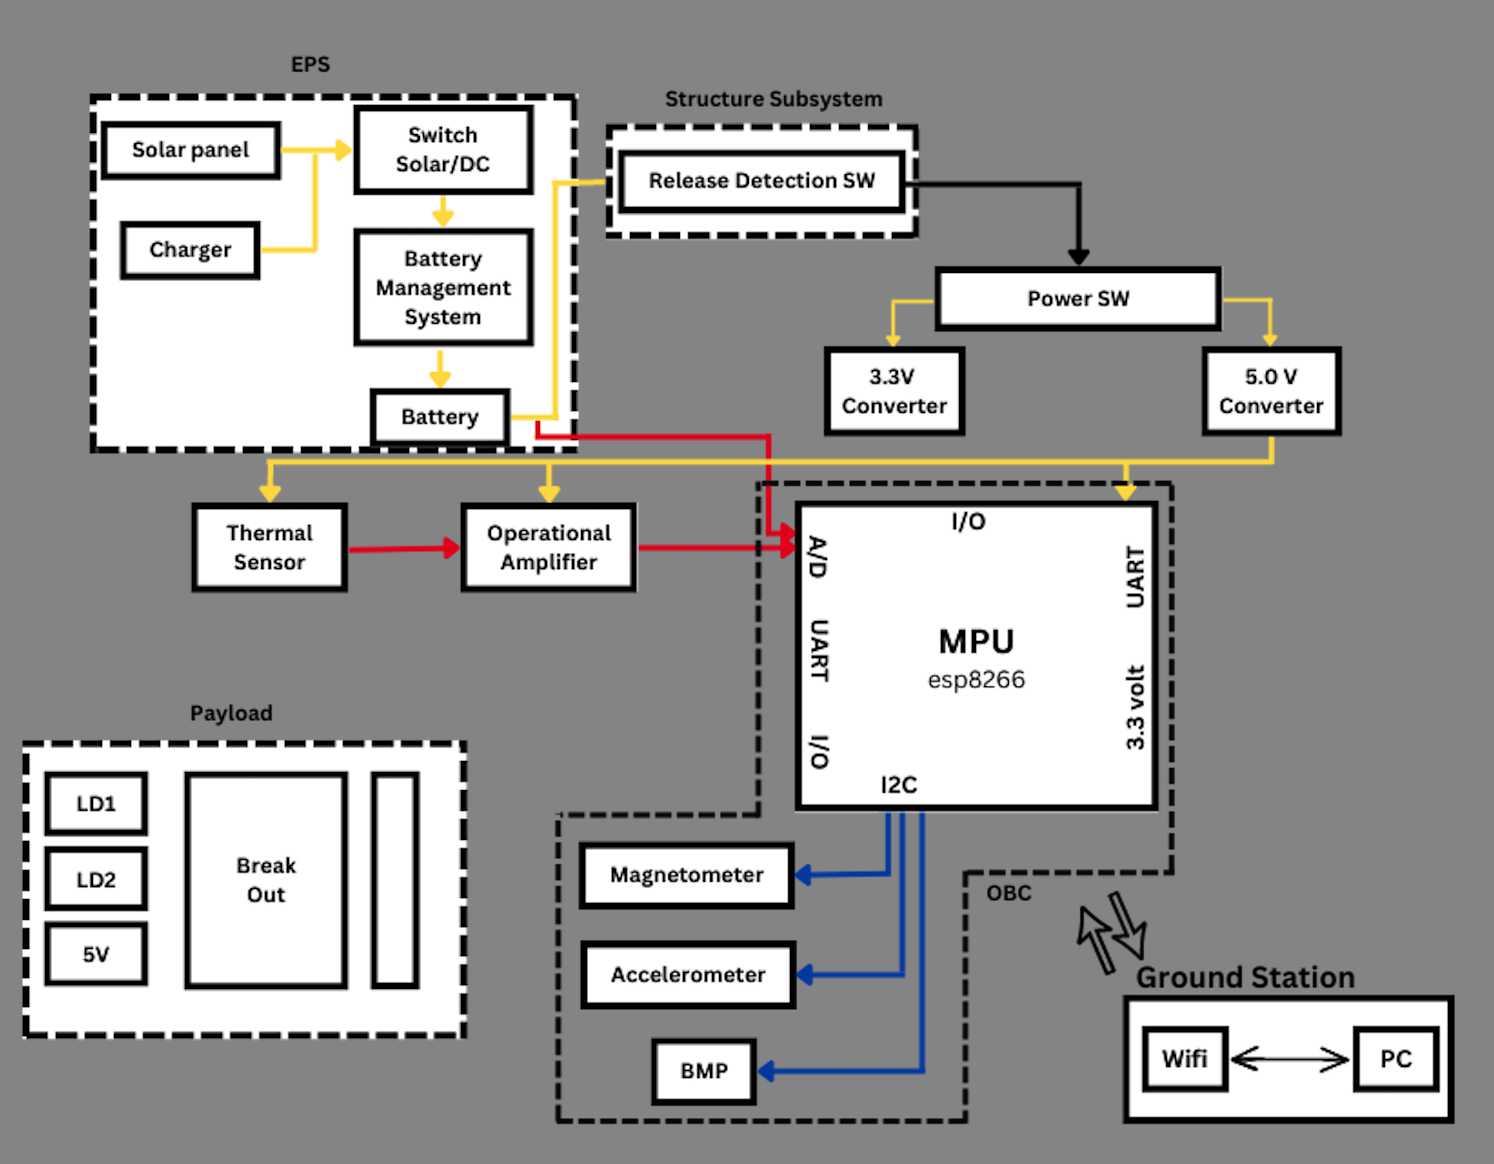 EPS
Solar panel
Switch
Solar/DC
Charger
Battery
Management
System
Battery
Structure Subsystem
Release Detection SW
Power SW
3.3V
Converter
5.0 V
Converter
Thermal
Sensor
Operational
Amplifier
I/O
A/D
UART
I/O
UART
3.3 volt
MPU
esp8266
I2C
Payload
LD1
LD2
5V
Break
Out
Magnetometer
Accelerometer
BMP
OBC
Ground Station
Wifi
PC